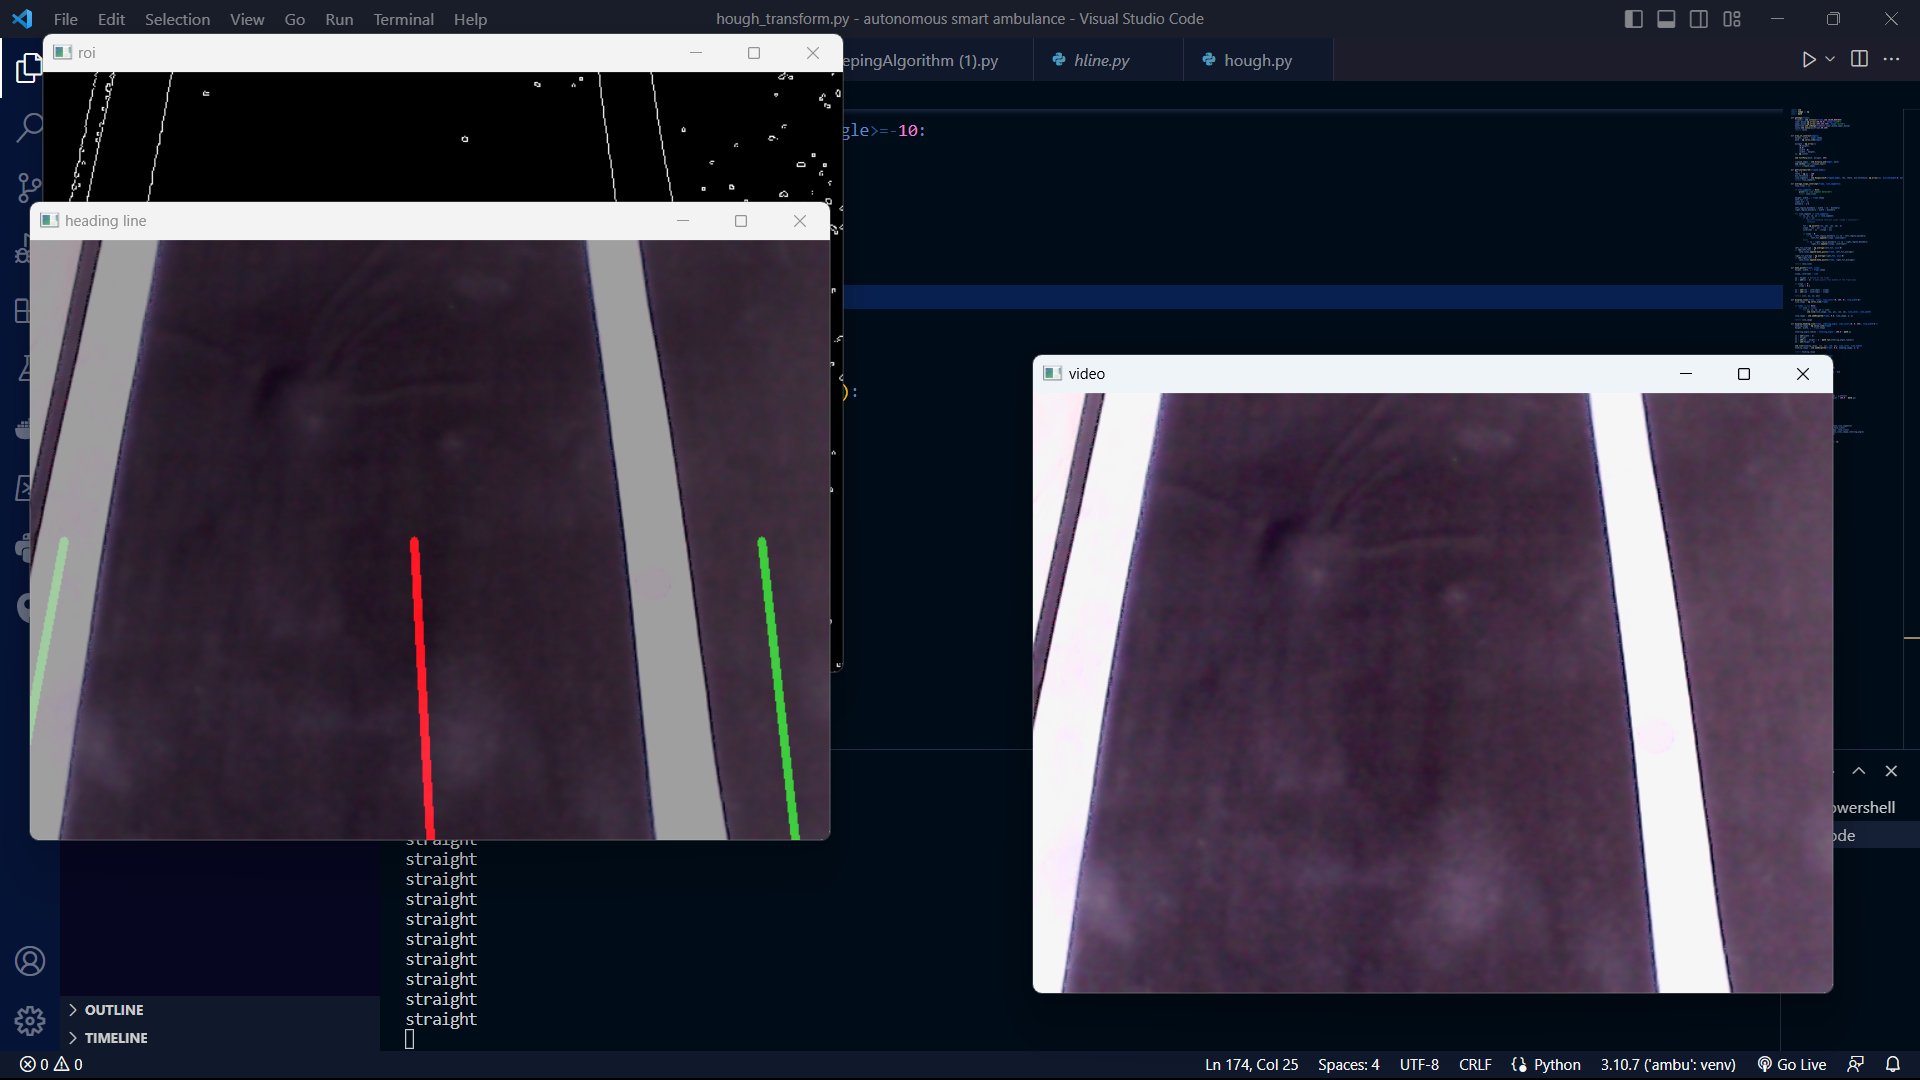 File Edit Selection View Go Run Terminal Help
hough_transform.py - autonomous smart ambulance - Visual Studio Code
roi
epingAlgorithm (1).py
hline.py
hough.py
gle>=-10:
heading line
):
video
owershell
ode
straight
straight
straight
straight
straight
straight
straight
straight
straight
straight
OUTLINE
TIMELINE
0 0
Ln 174, Col 25 Spaces: 4 UTF-8 CRLF Python 3.10.7 ('ambu': venv) Go Live